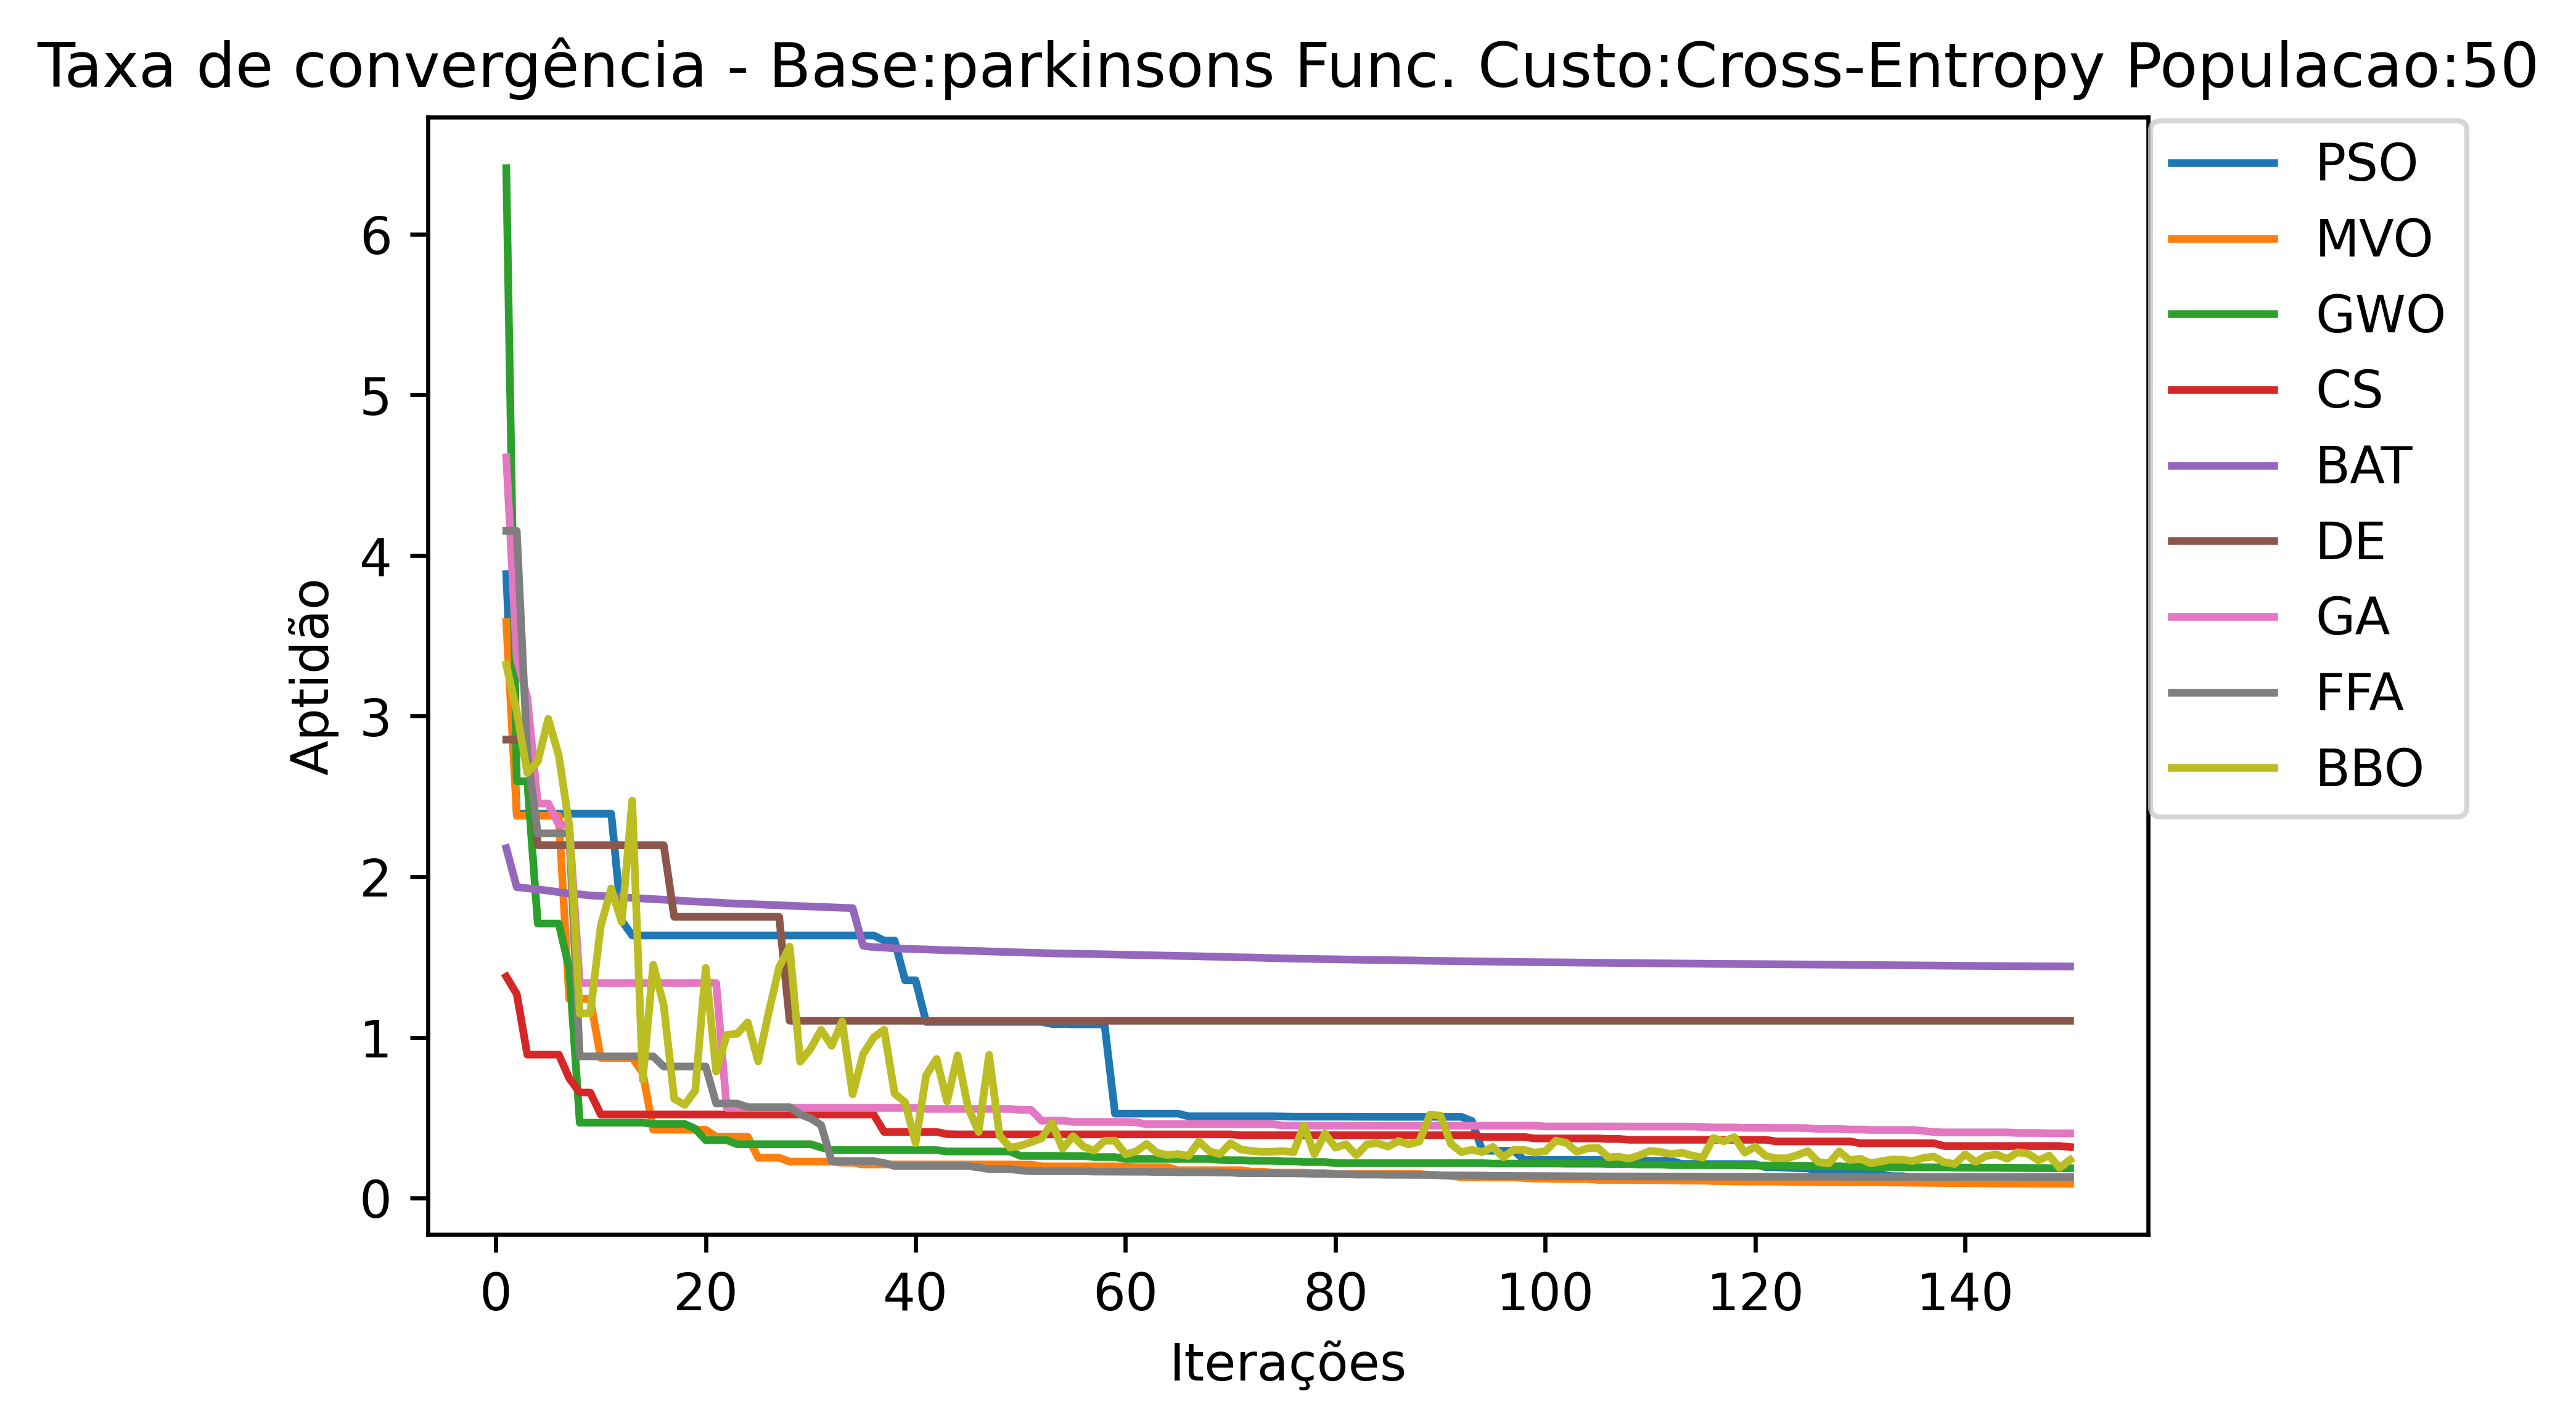 Taxa de convergência - Base:parkinsons Func. Custo:Cross-Entropy Populacao:50
PSO
MVO
GWO
CS
BAT
DE
GA
FFA
BBO
Aptidão
6
5
4
3
2
1
0
0 20 40 60 80 100 120 140
Iterações